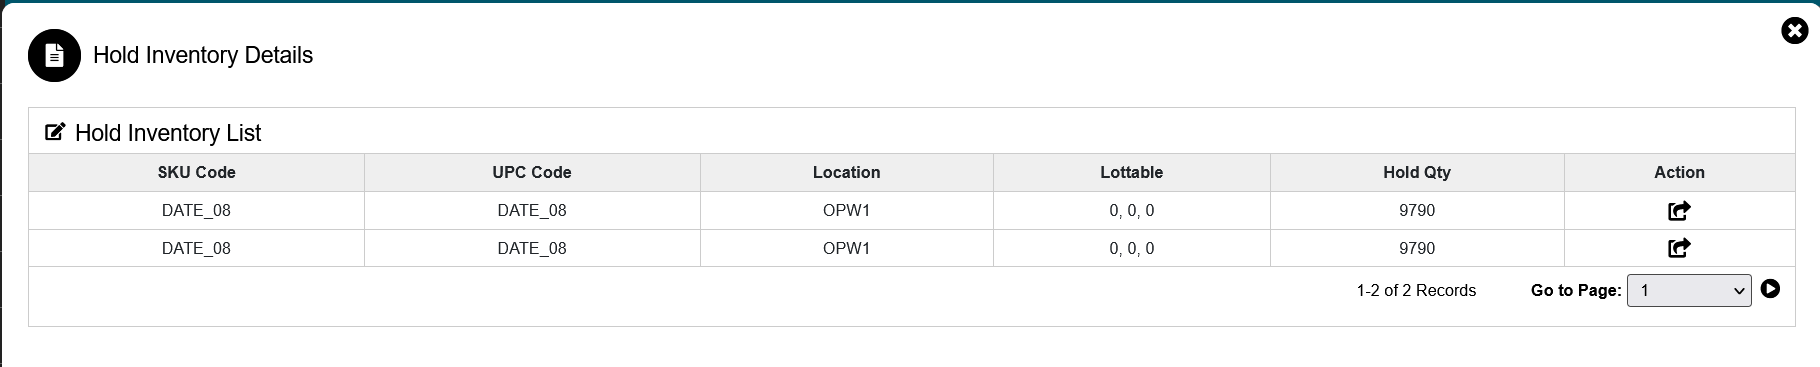 Hold Inventory Details
Hold Inventory List
SKU Code UPC Code Location Lottable Hold Qty Action
DATE_08 DATE_08 OPW1 0, 0, 0 9790
DATE_08 DATE_08 OPW1 0, 0, 0 9790
1-2 of 2 Records Go to Page: 1